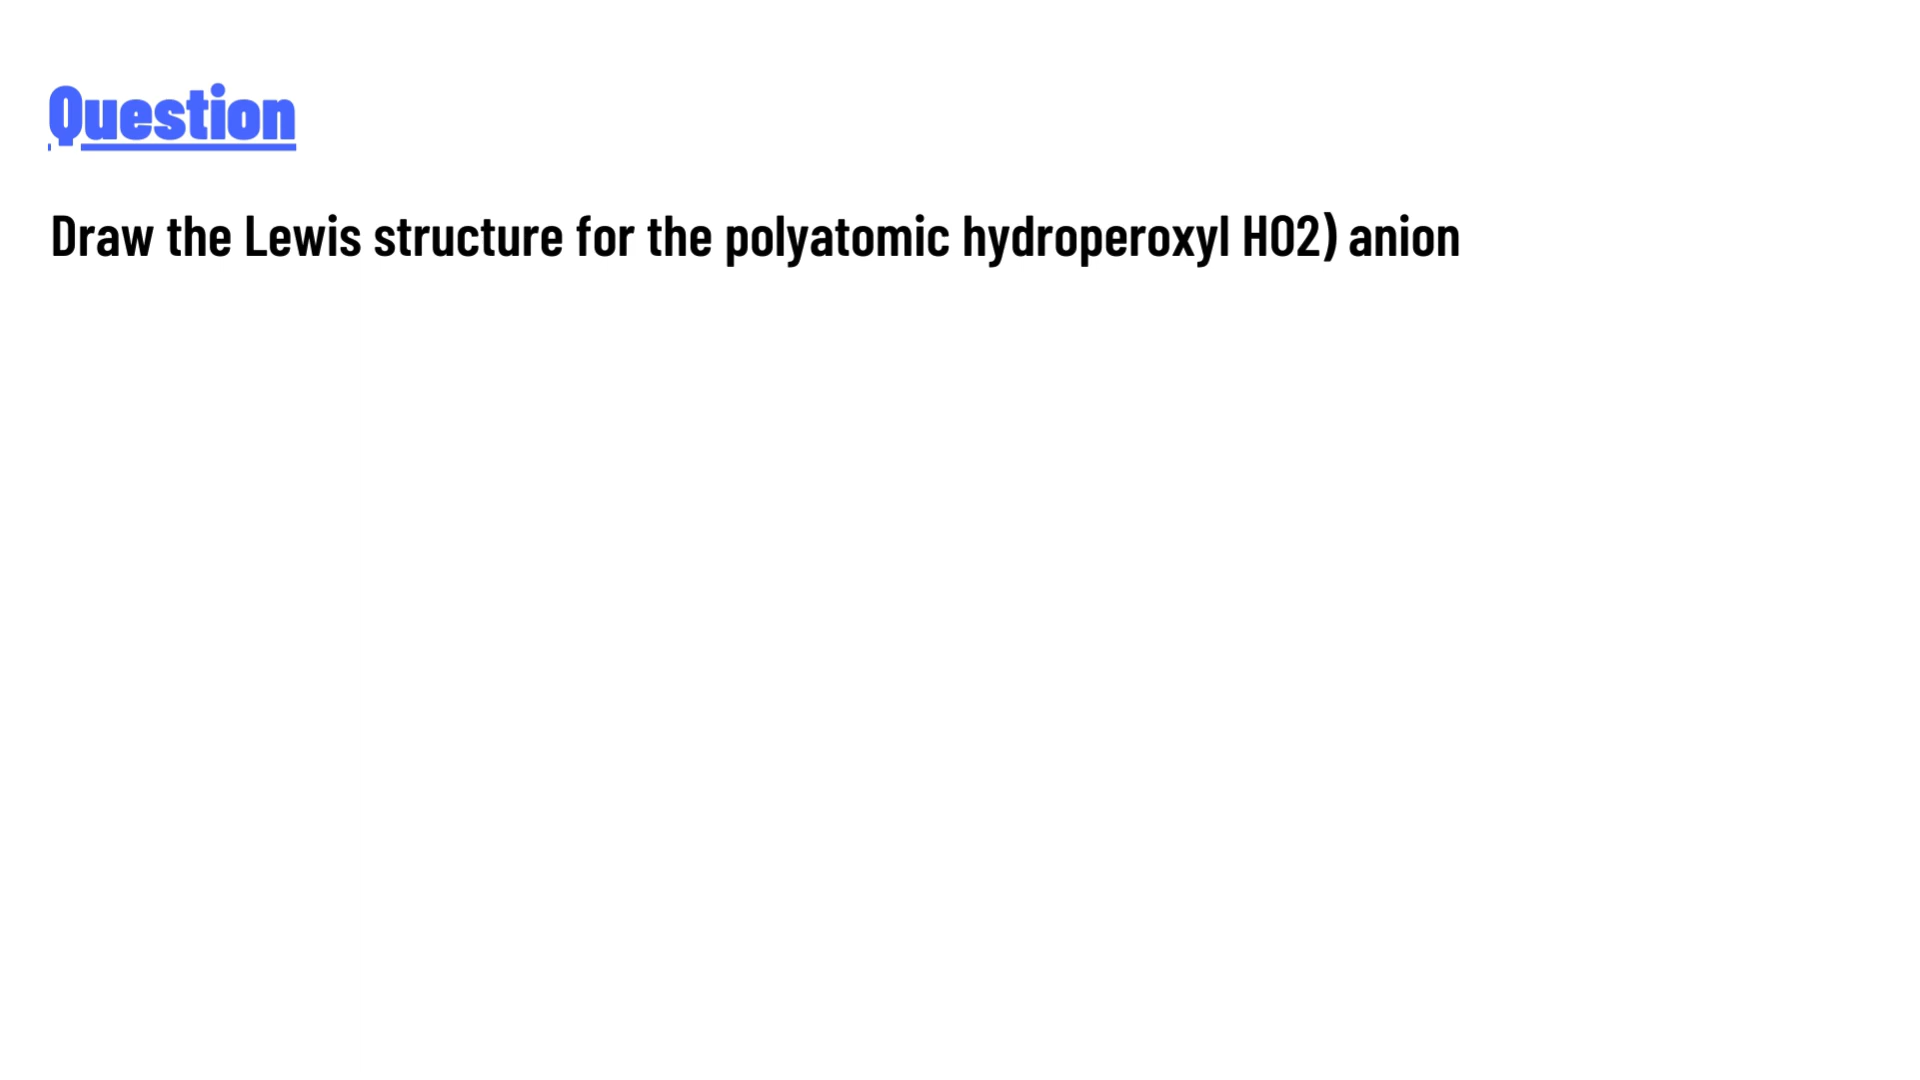 Question
Draw the Lewis structure for the polyatomic hydroperoxyl HO2) anion